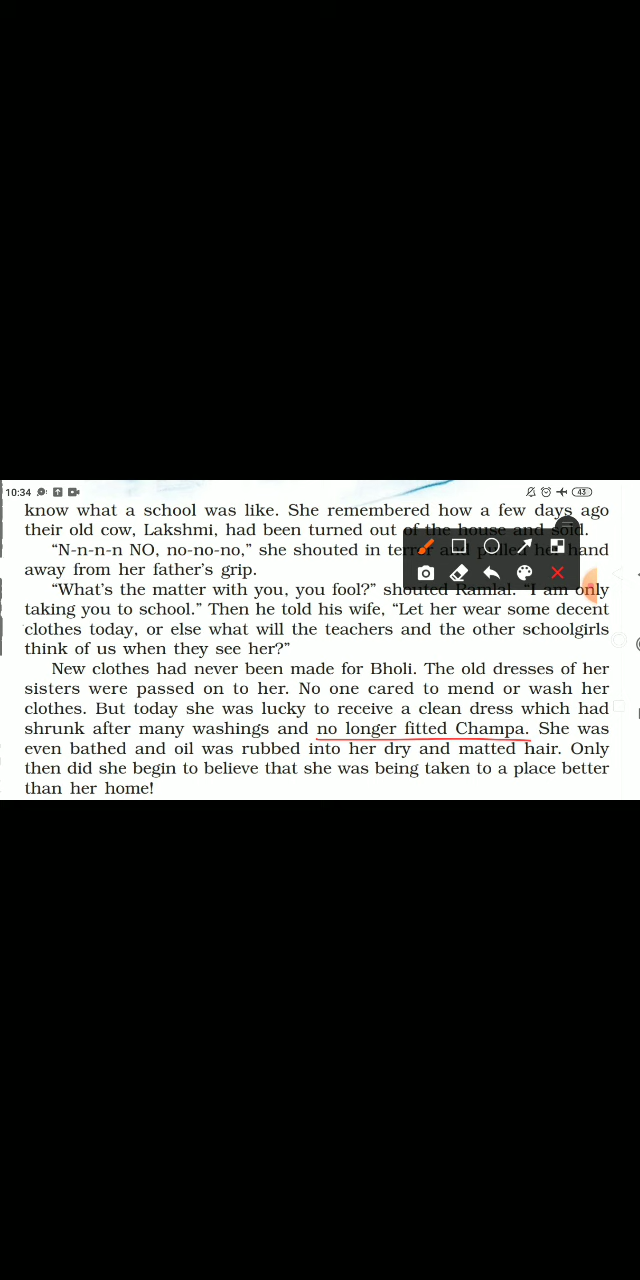 10:34
43
know what a school was like. She remembered how a few days ago
their old cow, Lakshmi, had been turned out of the house and sold.
“N-n-n-n NO, no-no-no,” she shouted in terror and pulled her hand
away from her father's grip.
“What's the matter with you, you fool?” shouted Ramlal. “I am only
taking you to school.” Then he told his wife, “Let her wear some decent
clothes today, or else what will the teachers and the other schoolgirls
think of us when they see her?”
New clothes had never been made for Bholi. The old dresses of her
sisters were passed on to her. No one cared to mend or wash her
clothes. But today she was lucky to receive a clean dress which had
shrunk after many washings and no longer fitted Champa. She was
even bathed and oil was rubbed into her dry and matted hair. Only
then did she begin to believe that she was being taken to a place better
than her home!